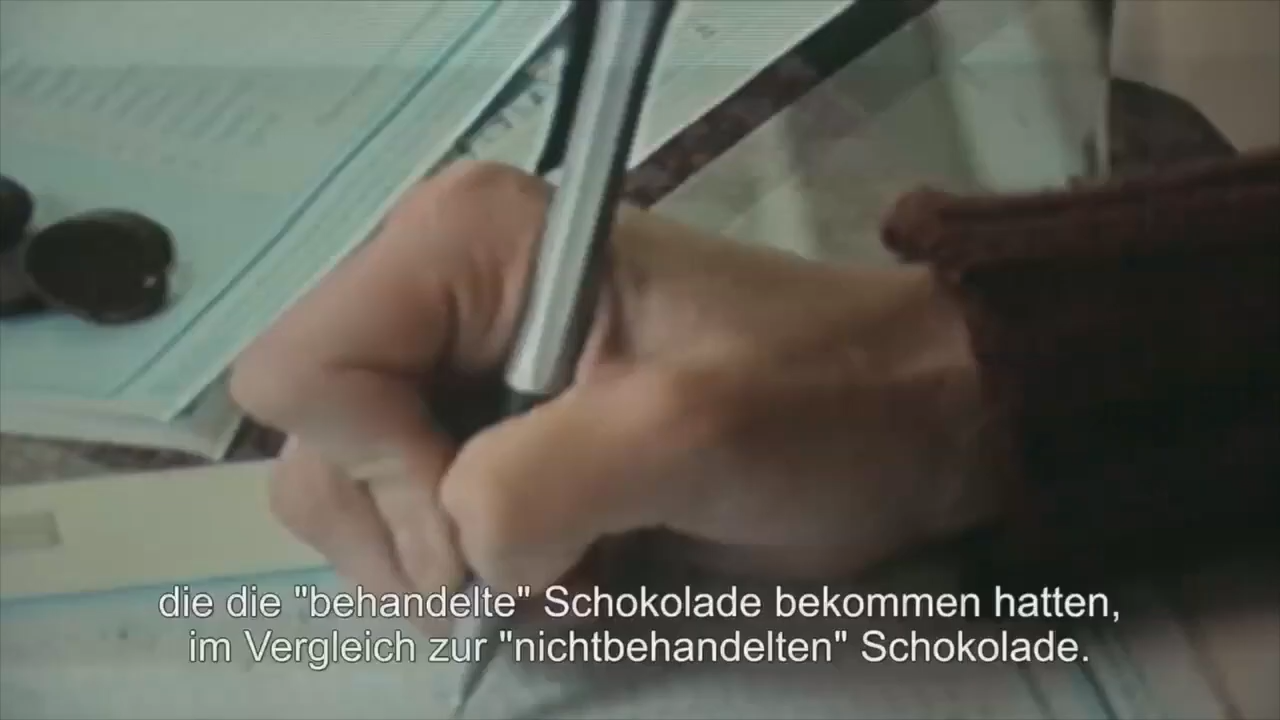 die die "behandelte" Schokolade bekommen hatten,
im Vergleich zur "nichtbehandelten" Schokolade.